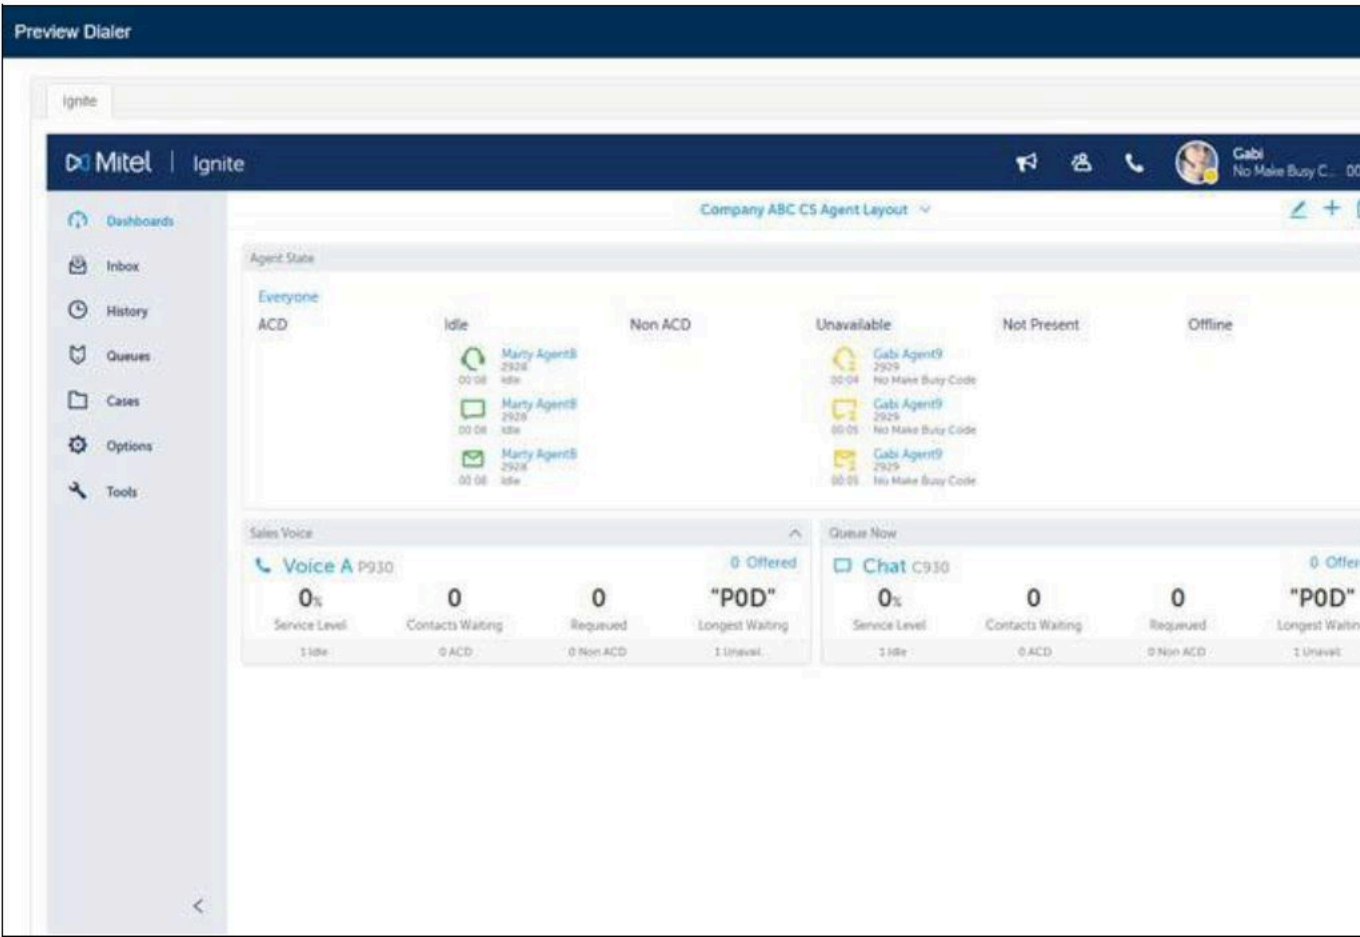 Preview Dialer
Ignite
Mitel | Ignite
Gabi
No Make Busy C... 00
Company ABC CS Agent Layout
Dashboards
Inbox
History
Queues
Cases
Options
Tools
Agent State
Everyone
ACD Idle Non ACD Unavailable Not Present Offline
Marty Agent8
2928
00:08 Idle
Gabi Agent9
2929
00:04 No Make Busy Code
Marty Agent8
2928
00:08 Idle
Gabi Agent9
2929
00:05 No Make Busy Code
Marty Agent8
2928
00:08 Idle
Gabi Agent9
2929
00:05 No Make Busy Code
Sales Voice
Voice A P930 0 Offered
0% 0 0 "P0D"
Service Level Contacts Waiting Requeued Longest Waiting
1 Idle 0 ACD 0 Non ACD 1 Unavail.
Queue Now
Chat C930 0 Offer
0% 0 0 "P0D"
Service Level Contacts Waiting Requeued Longest Waitin
1 Idle 0 ACD 0 Non ACD 1 Unavail.